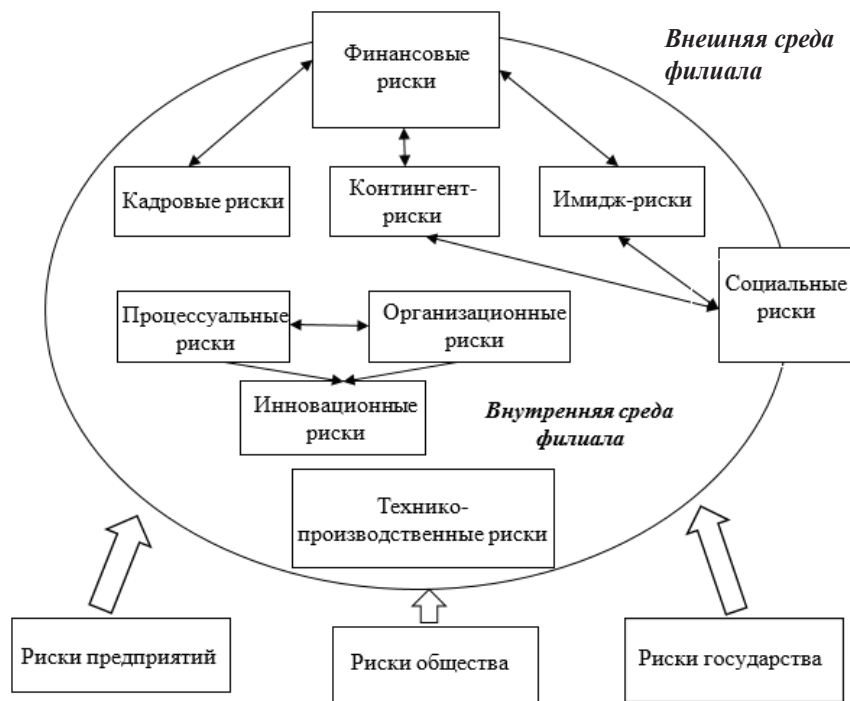 Внешняя среда
филиала
Финансовые
риски
Кадровые риски
Контингент-
риски
Имидж-риски
Социальные
риски
Процессуальные
риски
Организационные
риски
Инновационные
риски
Внутренняя среда
филиала
Технико-
производственные риски
Риски предприятий
Риски общества
Риски государства